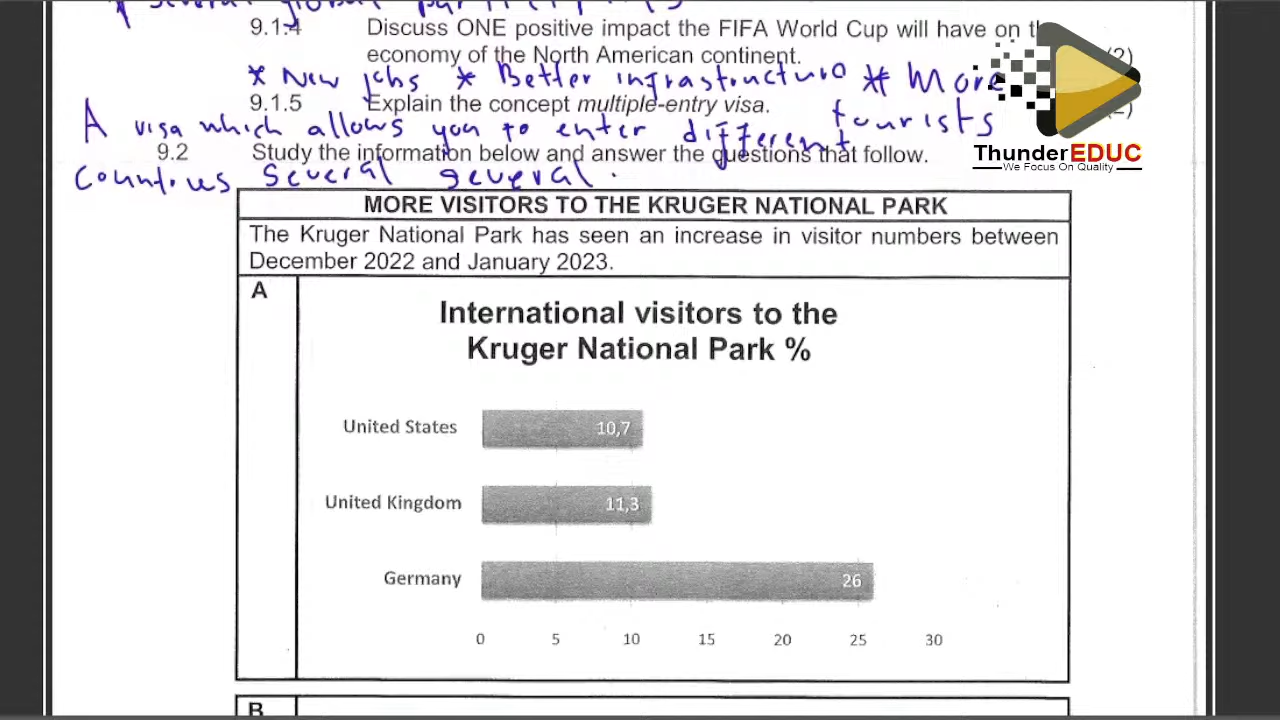 9.1.4 Discuss ONE positive impact the FIFA World Cup will have on
economy of the North American continent.
* New jobs * Better infrastructure * More
tourists
9.1.5 Explain the concept multiple-entry visa.
A visa which allows you to enter different
countries several several.
9.2 Study the information below and answer the questions that follow.
ThunderEDUC
We Focus On Quality
MORE VISITORS TO THE KRUGER NATIONAL PARK
The Kruger National Park has seen an increase in visitor numbers between
December 2022 and January 2023.
A
International visitors to the
Kruger National Park %
United States 10,7
United Kingdom 11,3
Germany 26
0 5 10 15 20 25 30
B